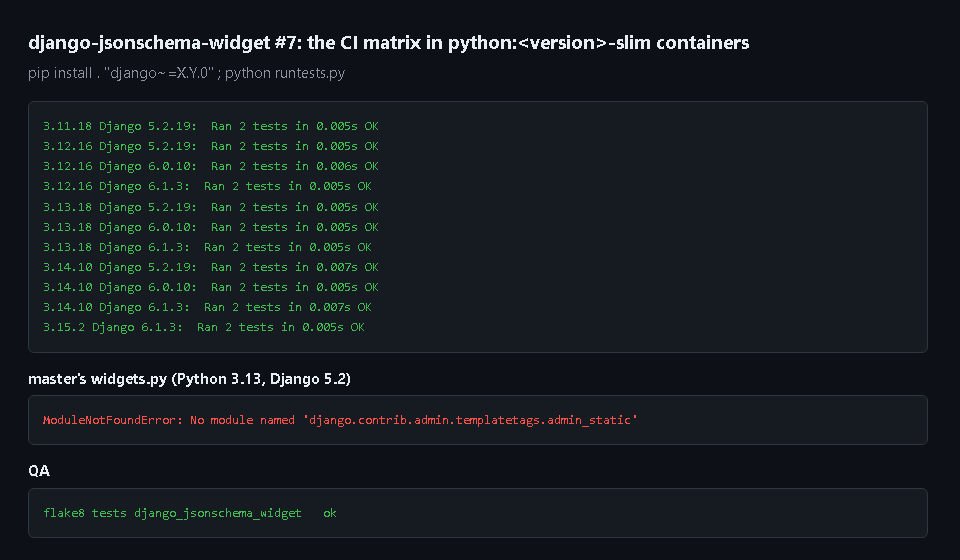 django-jsonschema-widget #7: the CI matrix in python:<version>-slim containers
pip install . "django~=X.Y.0" ; python runtests.py
3.11.18 Django 5.2.19:  Ran 2 tests in 0.005s OK
3.12.16 Django 5.2.19:  Ran 2 tests in 0.005s OK
3.12.16 Django 6.0.10:  Ran 2 tests in 0.006s OK
3.12.16 Django 6.1.3:  Ran 2 tests in 0.005s OK
3.13.18 Django 5.2.19:  Ran 2 tests in 0.005s OK
3.13.18 Django 6.0.10:  Ran 2 tests in 0.005s OK
3.13.18 Django 6.1.3:  Ran 2 tests in 0.005s OK
3.14.10 Django 5.2.19:  Ran 2 tests in 0.007s OK
3.14.10 Django 6.0.10:  Ran 2 tests in 0.005s OK
3.14.10 Django 6.1.3:  Ran 2 tests in 0.007s OK
3.15.2 Django 6.1.3:  Ran 2 tests in 0.005s OK
master's widgets.py (Python 3.13, Django 5.2)
ModuleNotFoundError: No module named 'django.contrib.admin.templatetags.admin_static'
QA
flake8 tests django_jsonschema_widget   ok